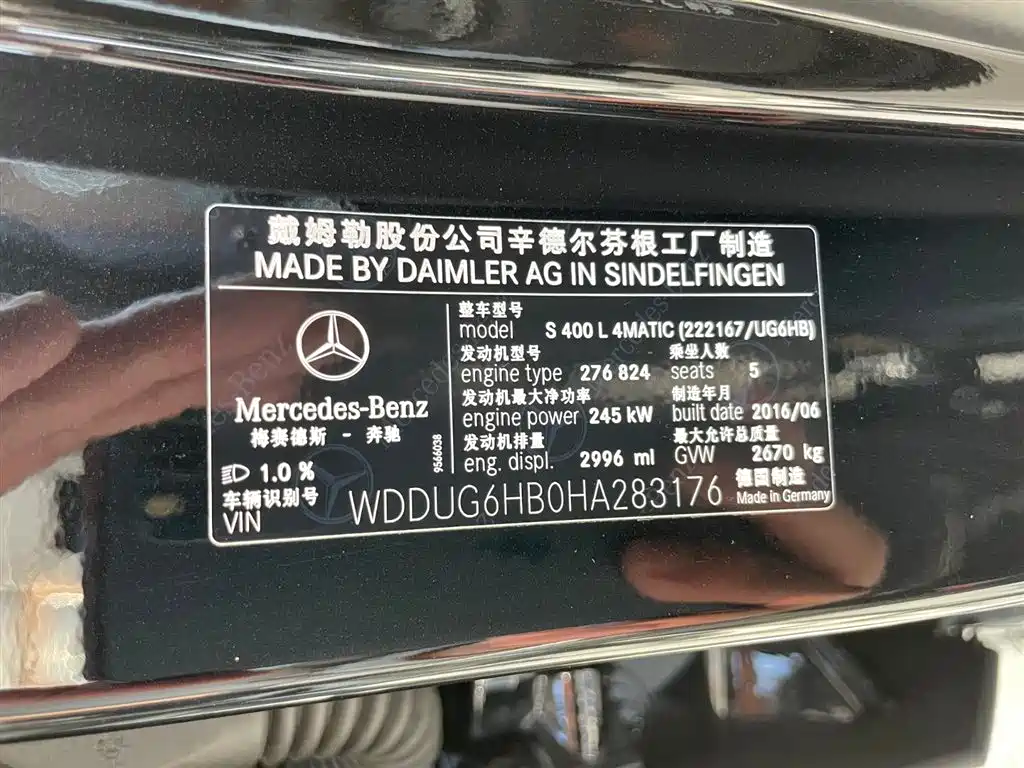 戴姆勒股份公司辛德尔芬根工厂制造
MADE BY DAIMLER AG IN SINDELFINGEN
整车型号
model S 400 L 4MATIC (222167/UG6HB)
发动机型号 乘坐人数
engine type 276 824 seats 5
发动机最大净功率 制造年月
engine power 245 kW built date 2016/06
发动机排量 最大允许总质量
eng. displ. 2996 ml GVW 2670 kg
Mercedes-Benz
梅赛德斯 - 奔驰
9566038
1.0 %
车辆识别号
VIN WDDUG6HB0HA283176
德国制造
Made in Germany